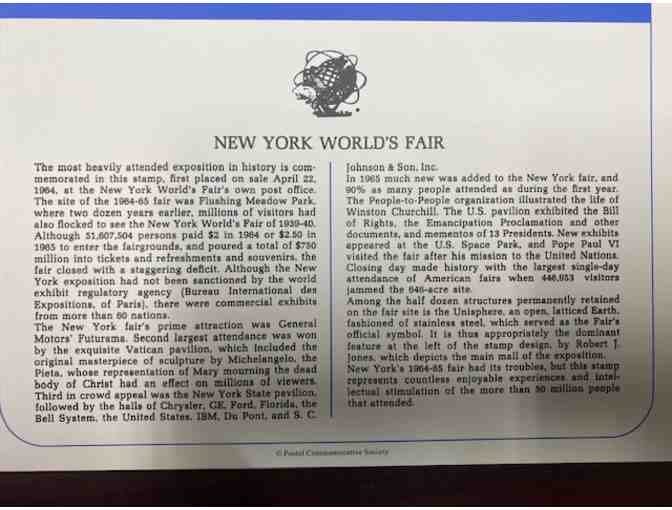 NEW YORK WORLD'S FAIR
The most heavily attended exposition in history is com-
memorated in this stamp, first placed on sale April 22,
1964, at the New York World's Fair's own post office.
The site of the 1964-65 fair was Flushing Meadow Park,
where two dozen years earlier, millions of visitors had
also flocked to see the New York World's Fair of 1939-40.
Although 51,607,504 persons paid $2 in 1964 or $2.50 in
1965 to enter the fairgrounds, and poured a total of $750
million into tickets and refreshments and souvenirs, the
fair closed with a staggering deficit. Although the New
York exposition had not been sanctioned by the world
exhibit regulatory agency (Bureau International des
Expositions, of Paris), there were commercial exhibits
from more than 60 nations.
The New York fair's prime attraction was General
Motors' Futurama. Second largest attendance was won
by the exquisite Vatican pavilion, which included the
original masterpiece of sculpture by Michelangelo, the
Pieta, whose representation of Mary mourning the dead
body of Christ had an effect on millions of viewers.
Third in crowd appeal was the New York State pavilion,
followed by the halls of Chrysler, GE, Ford, Florida, the
Bell System, the United States, IBM, Du Pont, and S. C.
Johnson & Son, Inc.
In 1965 much new was added to the New York fair, and
90% as many people attended as during the first year.
The People-to-People organization illustrated the life of
Winston Churchill. The U.S. pavilion exhibited the Bill
of Rights, the Emancipation Proclamation and other
documents, and mementos of 13 Presidents. New exhibits
appeared at the U.S. Space Park, and Pope Paul VI
visited the fair after his mission to the United Nations.
Closing day made history with the largest single-day
attendance of American fairs when 446,953 visitors
jammed the 646-acre site.
Among the half dozen structures permanently retained
on the fair site is the Unisphere, an open, latticed Earth,
fashioned of stainless steel, which served as the Fair's
official symbol. It is thus appropriately the dominant
feature at the left of the stamp design, by Robert J.
Jones, which depicts the main mall of the exposition.
New York's 1964-65 fair had its troubles, but this stamp
represents countless enjoyable experiences and intel-
lectual stimulation of the more than 50 million people
that attended.
© Postal Commemorative Society